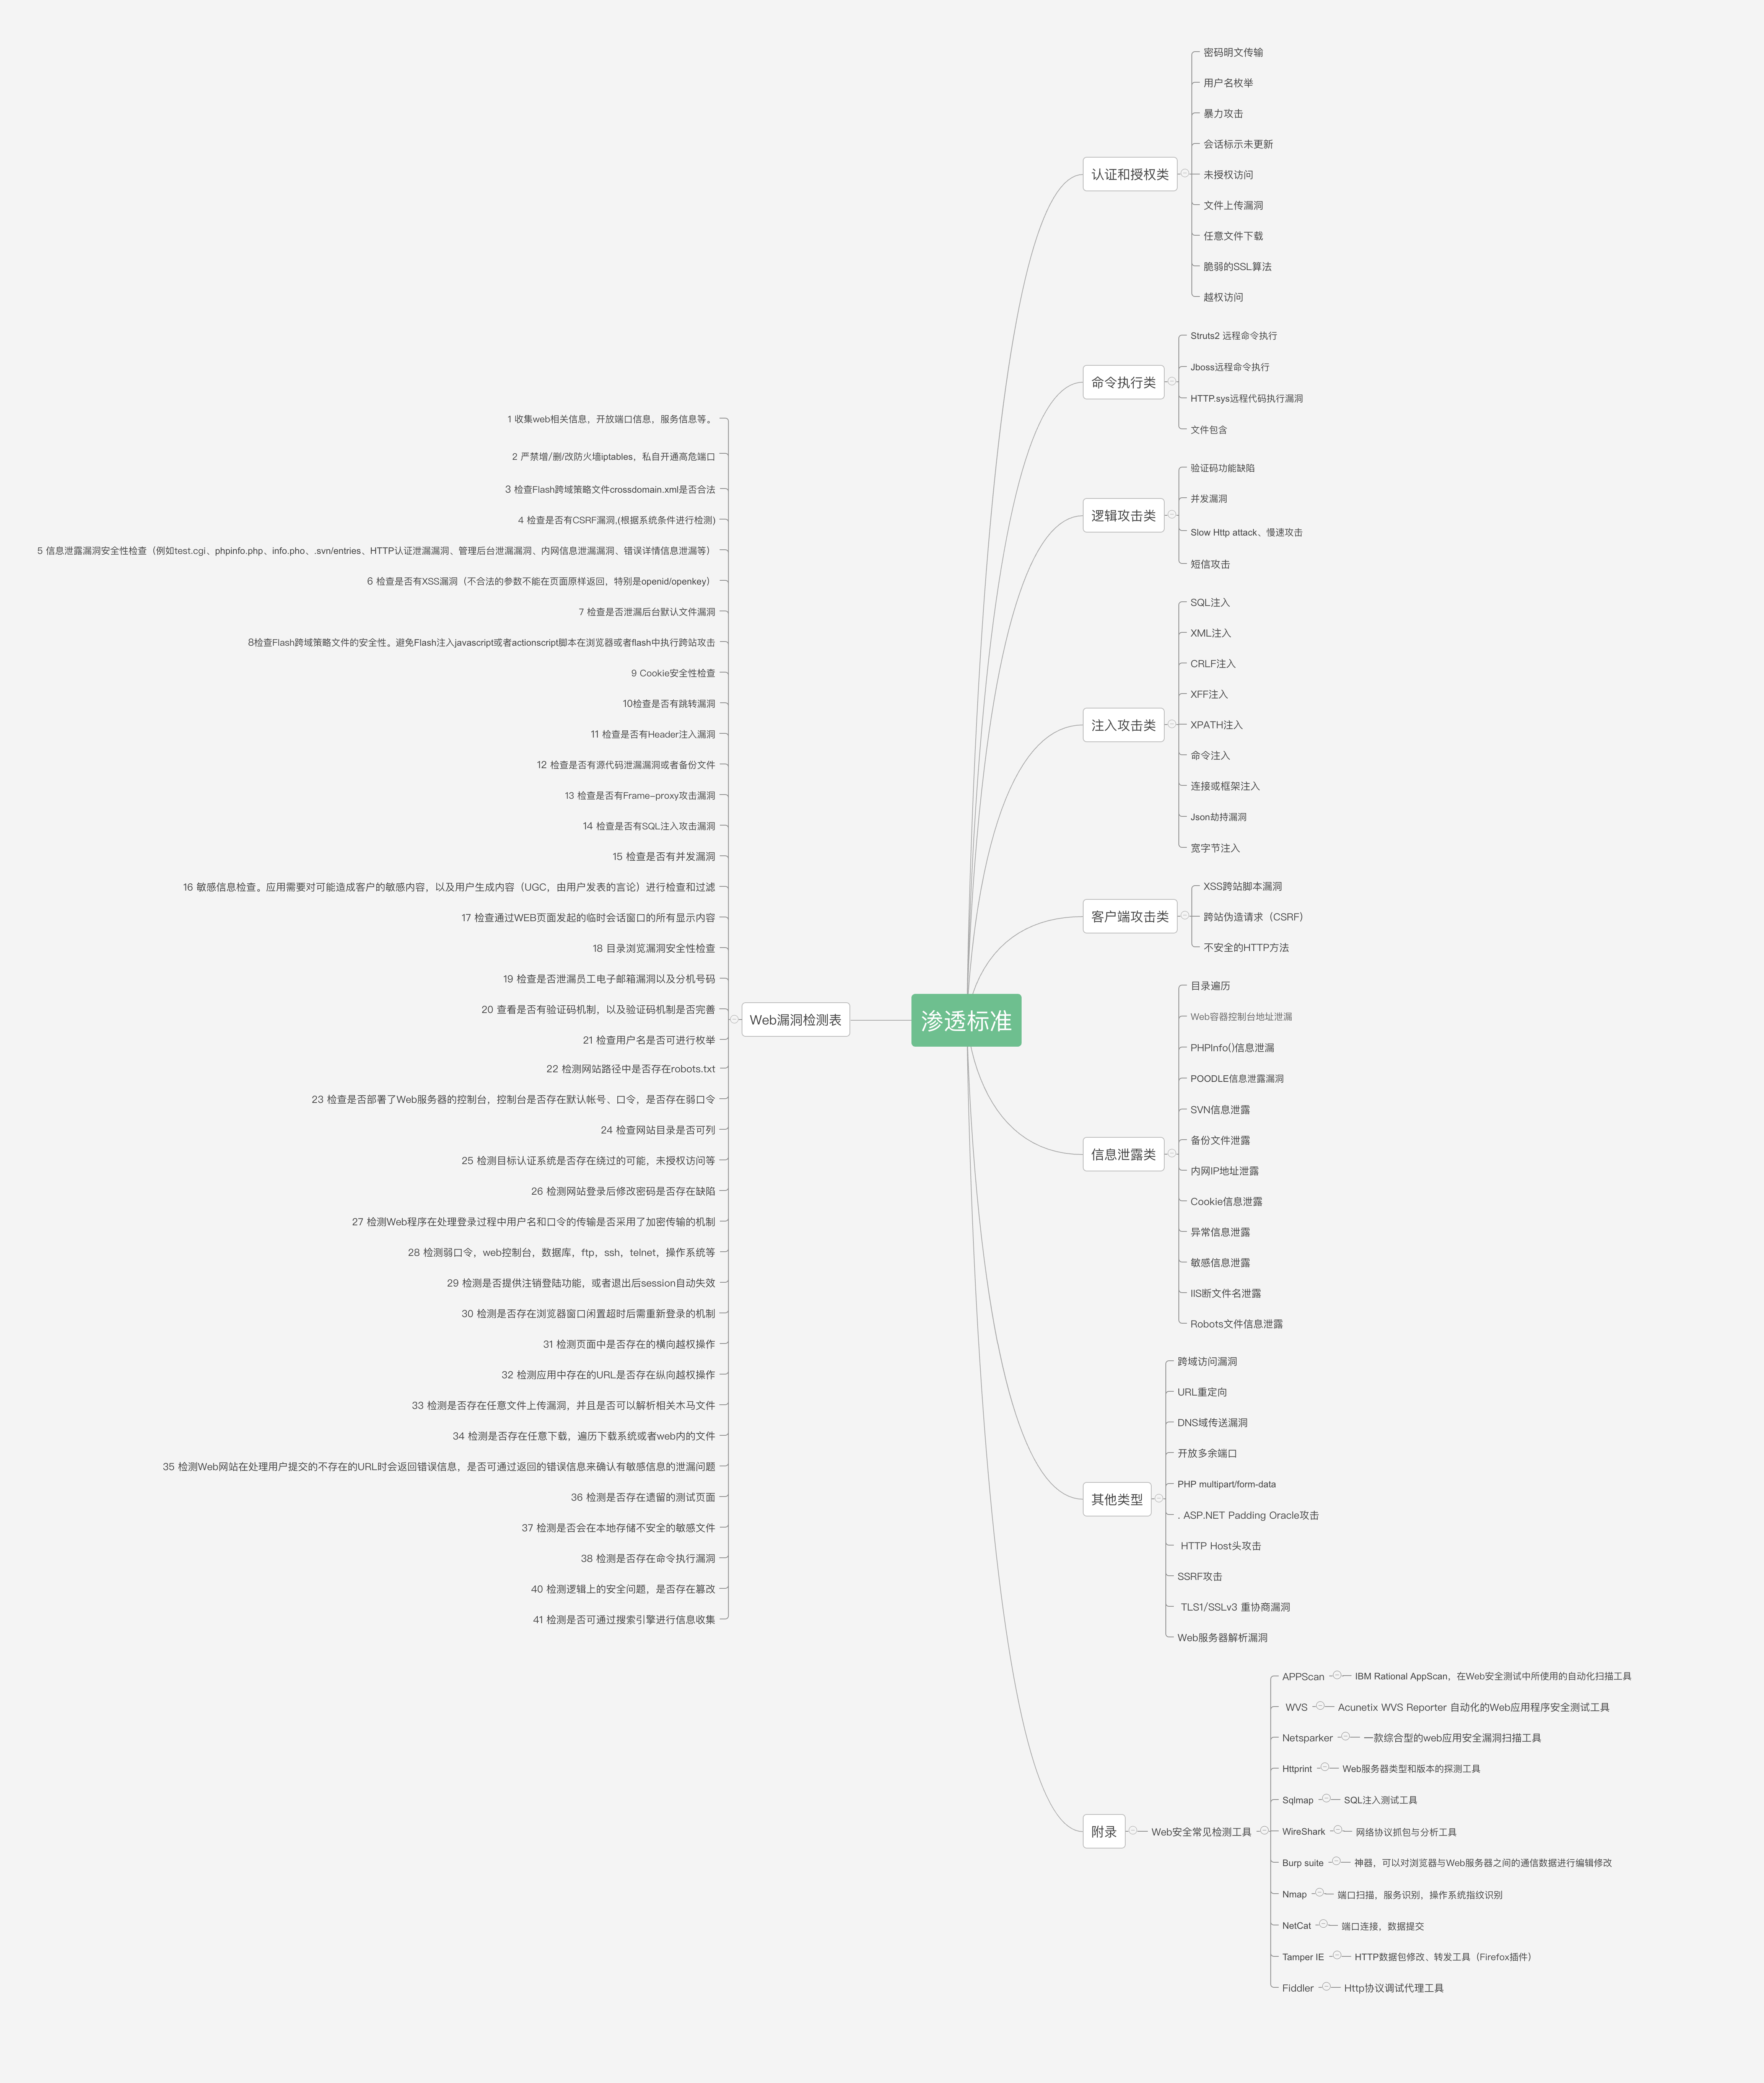 渗透标准
认证和授权类
密码明文传输
用户名枚举
暴力攻击
会话标示未更新
未授权访问
文件上传漏洞
任意文件下载
脆弱的SSL算法
越权访问
命令执行类
Struts2 远程命令执行
Jboss远程命令执行
HTTP.sys远程代码执行漏洞
文件包含
逻辑攻击类
验证码功能缺陷
并发漏洞
Slow Http attack、慢速攻击
短信攻击
注入攻击类
SQL注入
XML注入
CRLF注入
XFF注入
XPATH注入
命令注入
连接或框架注入
Json劫持漏洞
宽字节注入
客户端攻击类
XSS跨站脚本漏洞
跨站伪造请求（CSRF）
不安全的HTTP方法
信息泄露类
目录遍历
Web容器控制台地址泄漏
PHPInfo()信息泄漏
POODLE信息泄露漏洞
SVN信息泄露
备份文件泄露
内网IP地址泄露
Cookie信息泄露
异常信息泄露
敏感信息泄露
IIS断文件名泄露
Robots文件信息泄露
其他类型
跨域访问漏洞
URL重定向
DNS域传送漏洞
开放多余端口
PHP multipart/form-data
. ASP.NET Padding Oracle攻击
HTTP Host头攻击
SSRF攻击
TLS1/SSLv3 重协商漏洞
Web服务器解析漏洞
附录
Web安全常见检测工具
APPScan
IBM Rational AppScan，在Web安全测试中所使用的自动化扫描工具
WVS
Acunetix WVS Reporter 自动化的Web应用程序安全测试工具
Netsparker
一款综合型的web应用安全漏洞扫描工具
Httprint
Web服务器类型和版本的探测工具
Sqlmap
SQL注入测试工具
WireShark
网络协议抓包与分析工具
Burp suite
神器，可以对浏览器与Web服务器之间的通信数据进行编辑修改
Nmap
端口扫描，服务识别，操作系统指纹识别
NetCat
端口连接，数据提交
Tamper IE
HTTP数据包修改、转发工具（Firefox插件）
Fiddler
Http协议调试代理工具
Web漏洞检测表
1 收集web相关信息，开放端口信息，服务信息等。
2 严禁增/删/改防火墙iptables，私自开通高危端口
3 检查Flash跨域策略文件crossdomain.xml是否合法
4 检查是否有CSRF漏洞,(根据系统条件进行检测)
5 信息泄露漏洞安全性检查（例如test.cgi、phpinfo.php、info.pho、.svn/entries、HTTP认证泄漏漏洞、管理后台泄漏漏洞、内网信息泄漏漏洞、错误详情信息泄漏等）
6 检查是否有XSS漏洞（不合法的参数不能在页面原样返回，特别是openid/openkey）
7 检查是否泄漏后台默认文件漏洞
8检查Flash跨域策略文件的安全性。避免Flash注入javascript或者actionscript脚本在浏览器或者flash中执行跨站攻击
9 Cookie安全性检查
10检查是否有跳转漏洞
11 检查是否有Header注入漏洞
12 检查是否有源代码泄漏漏洞或者备份文件
13 检查是否有Frame-proxy攻击漏洞
14 检查是否有SQL注入攻击漏洞
15 检查是否有并发漏洞
16 敏感信息检查。应用需要对可能造成客户的敏感内容，以及用户生成内容（UGC，由用户发表的言论）进行检查和过滤
17 检查通过WEB页面发起的临时会话窗口的所有显示内容
18 目录浏览漏洞安全性检查
19 检查是否泄漏员工电子邮箱漏洞以及分机号码
20 查看是否有验证码机制，以及验证码机制是否完善
21 检查用户名是否可进行枚举
22 检测网站路径中是否存在robots.txt
23 检查是否部署了Web服务器的控制台，控制台是否存在默认帐号、口令，是否存在弱口令
24 检查网站目录是否可列
25 检测目标认证系统是否存在绕过的可能，未授权访问等
26 检测网站登录后修改密码是否存在缺陷
27 检测Web程序在处理登录过程中用户名和口令的传输是否采用了加密传输的机制
28 检测弱口令，web控制台，数据库，ftp，ssh，telnet，操作系统等
29 检测是否提供注销登陆功能，或者退出后session自动失效
30 检测是否存在浏览器窗口闲置超时后需重新登录的机制
31 检测页面中是否存在的横向越权操作
32 检测应用中存在的URL是否存在纵向越权操作
33 检测是否存在任意文件上传漏洞，并且是否可以解析相关木马文件
34 检测是否存在任意下载，遍历下载系统或者web内的文件
35 检测Web网站在处理用户提交的不存在的URL时会返回错误信息，是否可通过返回的错误信息来确认有敏感信息的泄漏问题
36 检测是否存在遗留的测试页面
37 检测是否会在本地存储不安全的敏感文件
38 检测是否存在命令执行漏洞
40 检测逻辑上的安全问题，是否存在篡改
41 检测是否可通过搜索引擎进行信息收集